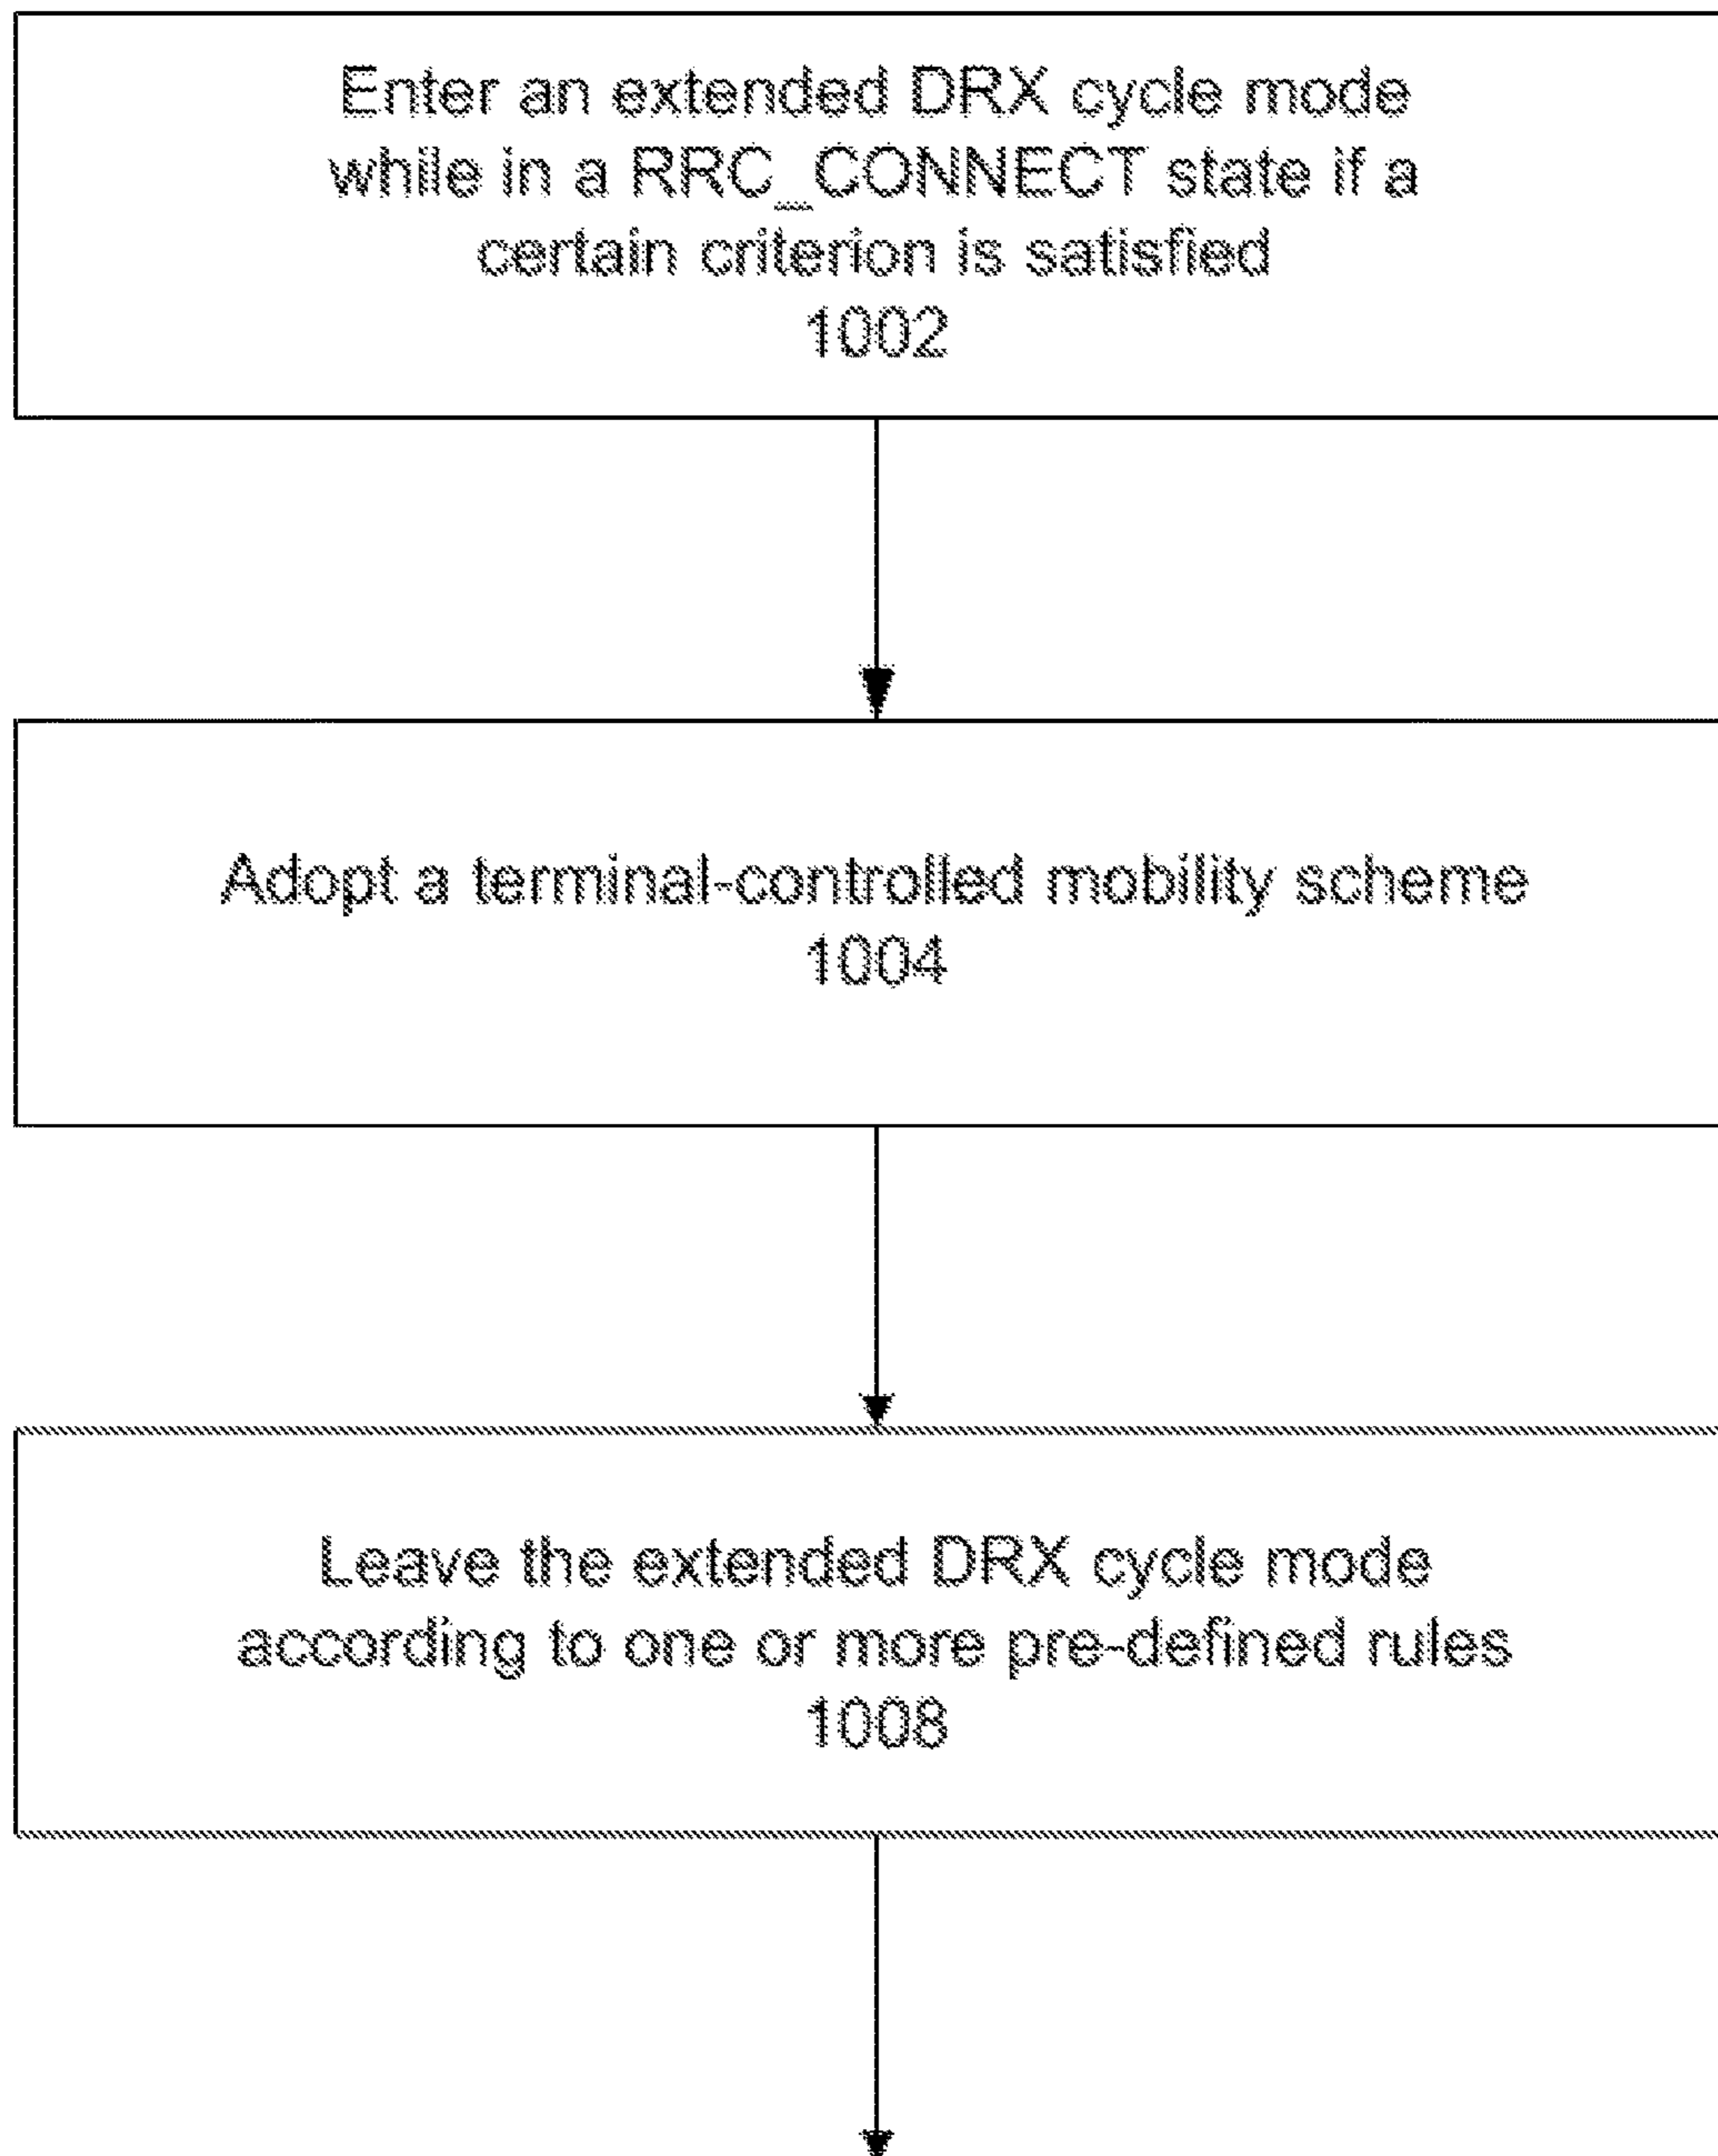 Enter an extended DRX cycle mode
while in a RRC_CONNECT state if a
certain criterion is satisfied
1002
Adopt a terminal-controlled mobility scheme
1004
Leave the extended DRX cycle mode
according to one or more pre-defined rules
1008